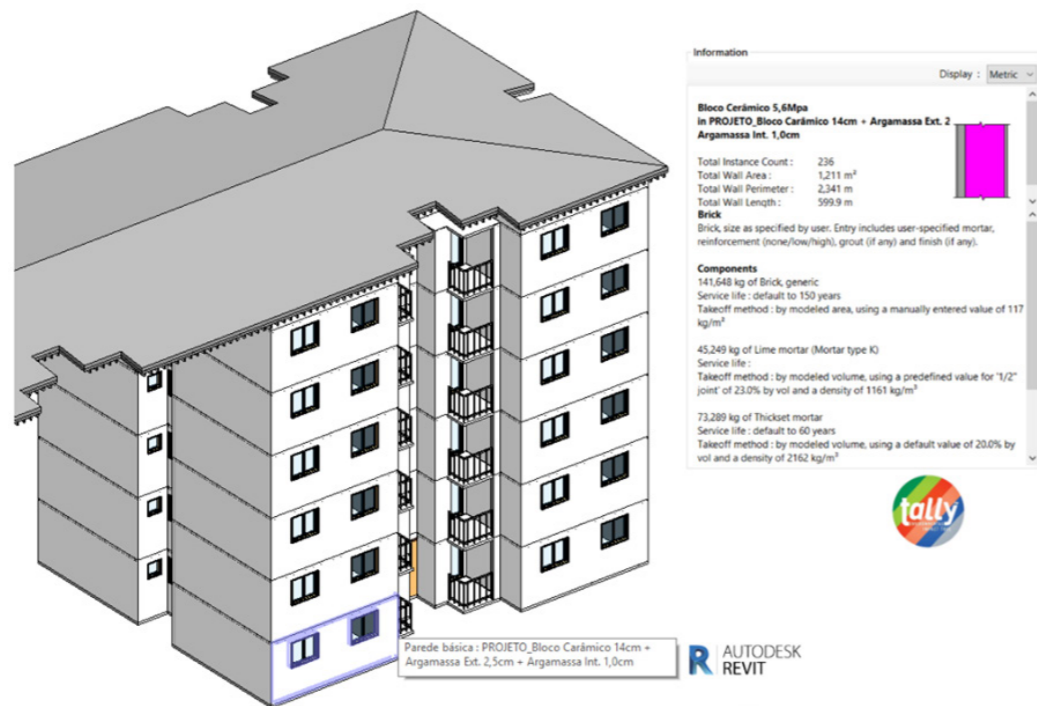 Information
Display : Metric
Bloco Cerâmico 5,6Mpa
in PROJETO_Bloco Carâmico 14cm + Argamassa Ext. 2
Argamassa Int. 1,0cm
Total Instance Count : 236
Total Wall Area : 1,211 m²
Total Wall Perimeter : 2,341 m
Total Wall Length : 599.9 m
Brick
Brick, size as specified by user. Entry includes user-specified mortar,
reinforcement (none/low/high), grout (if any) and finish (if any).
Components
141,648 kg of Brick, generic
Service life : default to 150 years
Takeoff method : by modeled area, using a manually entered value of 117
kg/m²
45,249 kg of Lime mortar (Mortar type K)
Service life :
Takeoff method : by modeled volume, using a predefined value for '1/2"
joint' of 23.0% by vol and a density of 1161 kg/m³
73,289 kg of Thickset mortar
Service life : default to 60 years
Takeoff method : by modeled volume, using a default value of 20.0% by
vol and a density of 2162 kg/m³
tally
Parede básica : PROJETO_Bloco Carâmico 14cm +
Argamassa Ext. 2,5cm + Argamassa Int. 1,0cm
R AUTODESK
REVIT